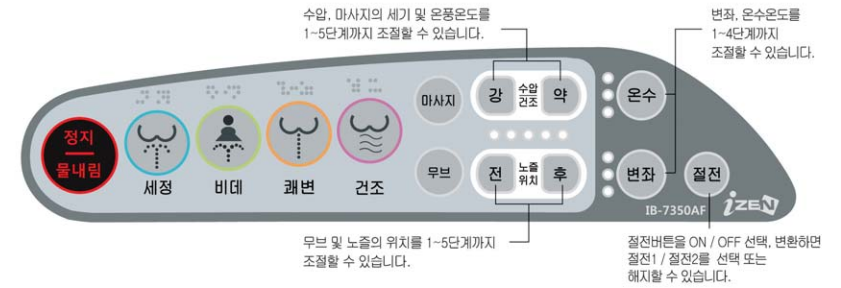 수압, 마사지의 세기 및 온풍온도를
1~5단계까지 조절할 수 있습니다.
변좌, 온수온도를
1~4단계까지
조절할 수 있습니다.
정지
물내림
세정
비데
쾌변
건조
마사지
강
수압
건조
약
온수
무브
전
노즐
위치
후
변좌
절전
IB-7350AF
iZEN
무브 및 노즐의 위치를 1~5단계까지
조절할 수 있습니다.
절전버튼을 ON / OFF 선택, 변환하면
절전1 / 절전2를 선택 또는
해지할 수 있습니다.